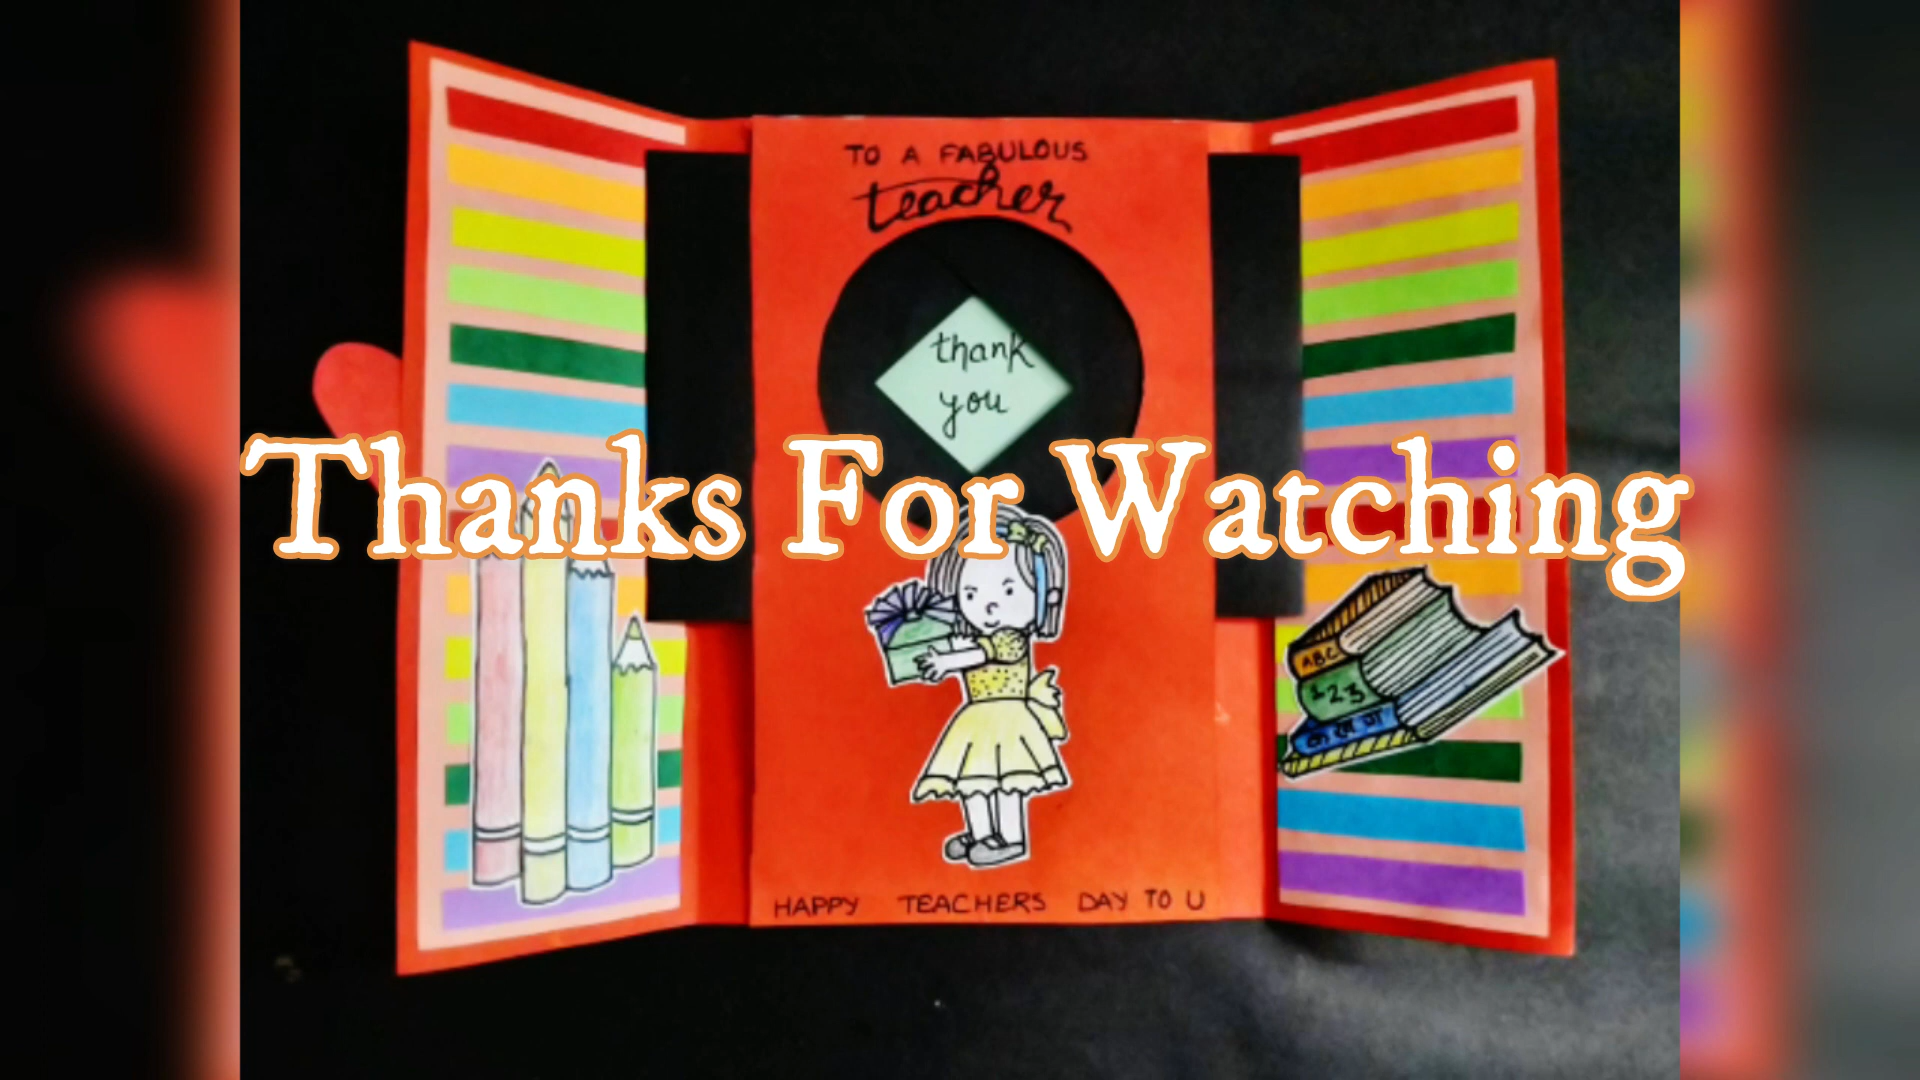 TO A FABULOUS
teacher
thank
you
Thanks For Watching
ABC
123
क ख ग
HAPPY TEACHERS DAY TO U